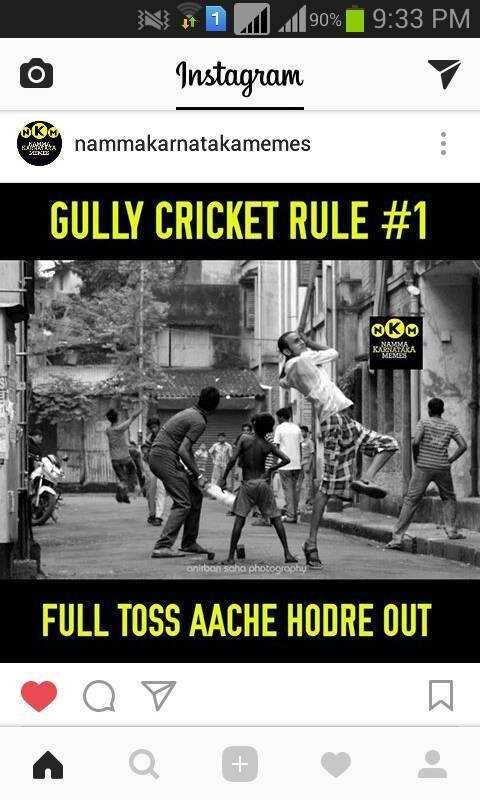 1 90% 9:33 PM
Instagram
NKM
NAMMA
KARNATAKA
MEMES
nammakarnatakamemes
GULLY CRICKET RULE #1
NKM
NAMMA
KARNATAKA
MEMES
anirban saha photography
FULL TOSS AACHE HODRE OUT